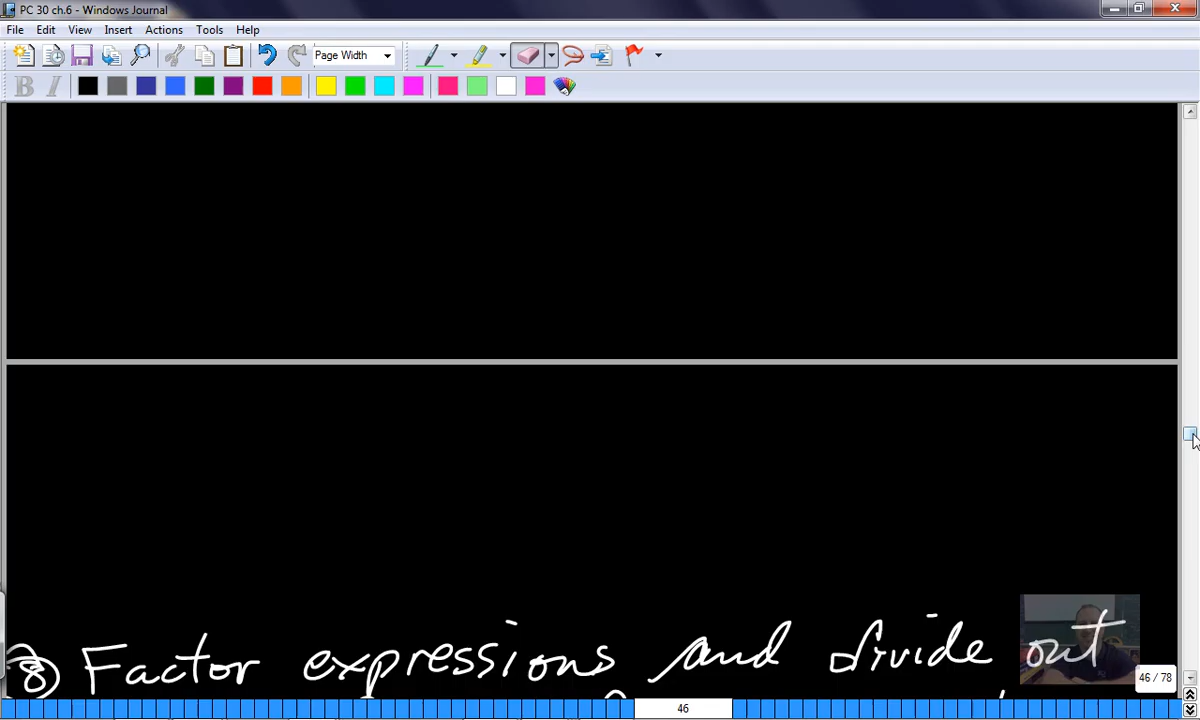 PC 30 ch.6 - Windows Journal
File Edit View Insert Actions Tools Help
Page Width
B I
8) Factor expressions and divide out
46 / 78
46